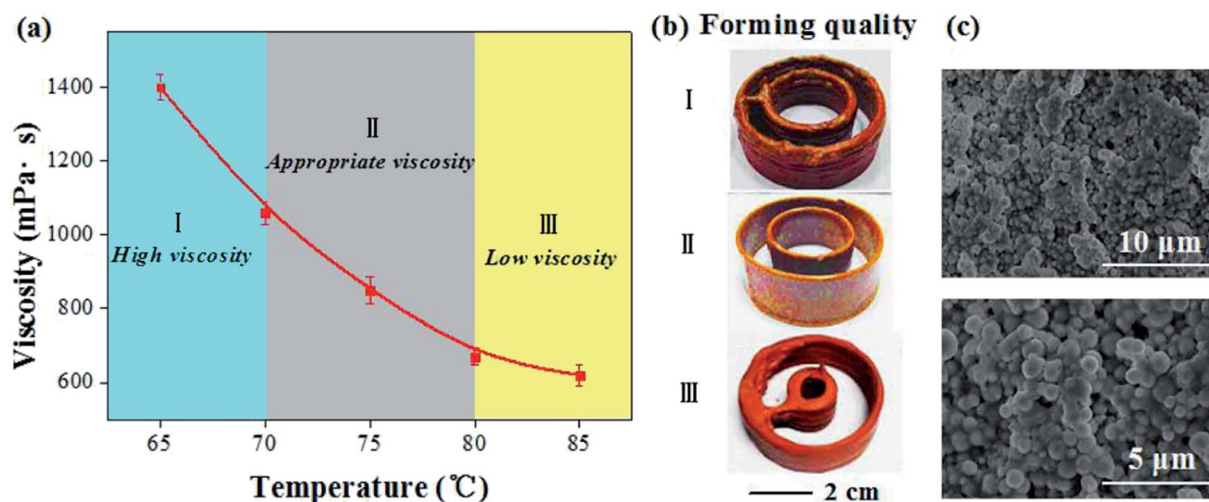 (a)
Viscosity (mPa· s)
1400
1200
1000
800
600
Ⅰ
High viscosity
Ⅱ
Appropriate viscosity
Ⅲ
Low viscosity
65
70
75
80
85
Temperature (℃)
(b) Forming quality
Ⅰ
Ⅱ
Ⅲ
2 cm
(c)
10 μm
5 μm